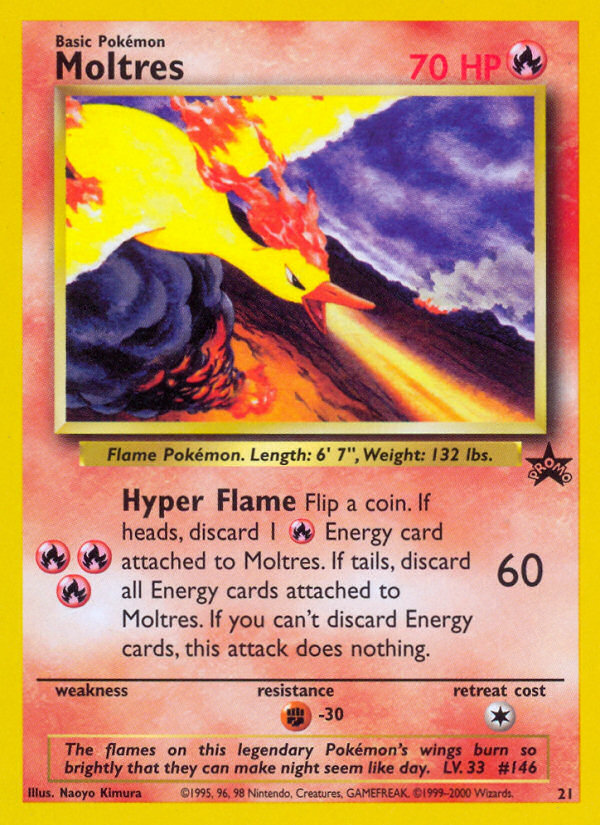 Basic Pokémon
Moltres
70 HP
Flame Pokémon. Length: 6' 7", Weight: 132 lbs.
PROMO
Hyper Flame Flip a coin. If
heads, discard 1 Energy card
attached to Moltres. If tails, discard
all Energy cards attached to
Moltres. If you can't discard Energy
cards, this attack does nothing.
60
weakness resistance retreat cost
-30
The flames on this legendary Pokémon's wings burn so
brightly that they can make night seem like day. LV. 33 #146
Illus. Naoyo Kimura ©1995, 96, 98 Nintendo, Creatures, GAMEFREAK. ©1999-2000 Wizards. 21